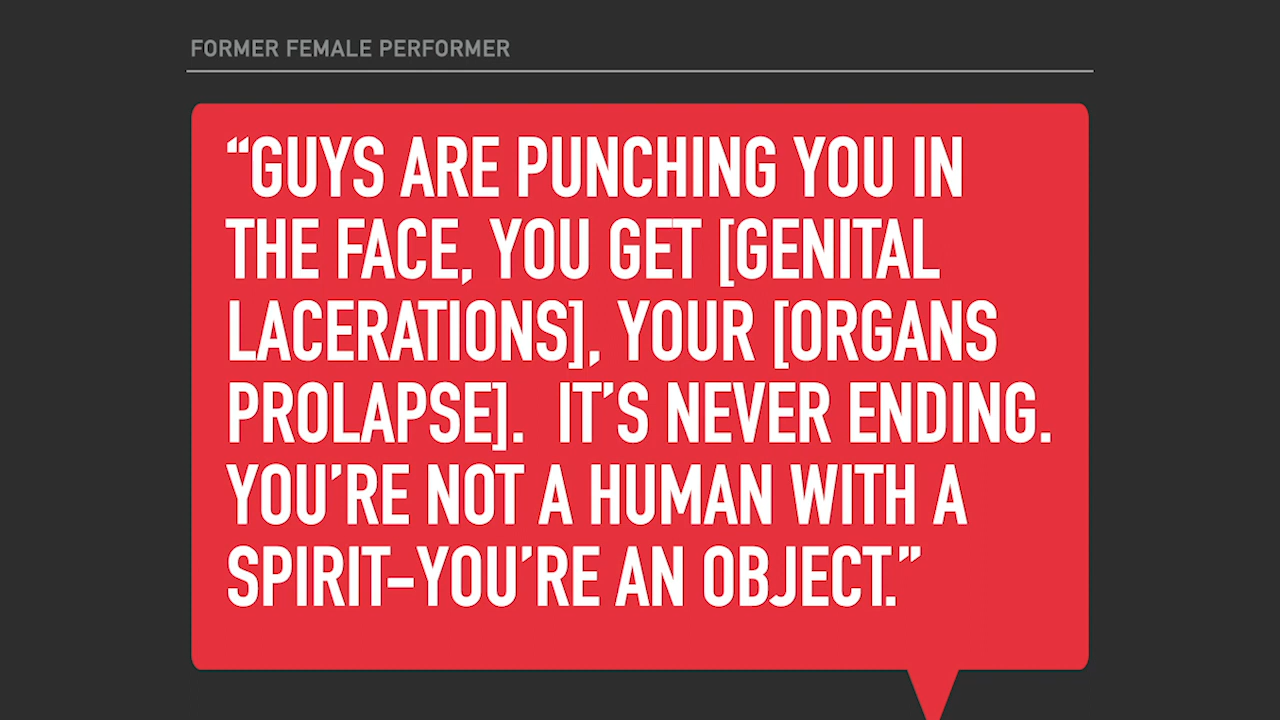 FORMER FEMALE PERFORMER
“GUYS ARE PUNCHING YOU IN
THE FACE, YOU GET [GENITAL
LACERATIONS], YOUR [ORGANS
PROLAPSE].  IT’S NEVER ENDING.
YOU’RE NOT A HUMAN WITH A
SPIRIT–YOU’RE AN OBJECT.”